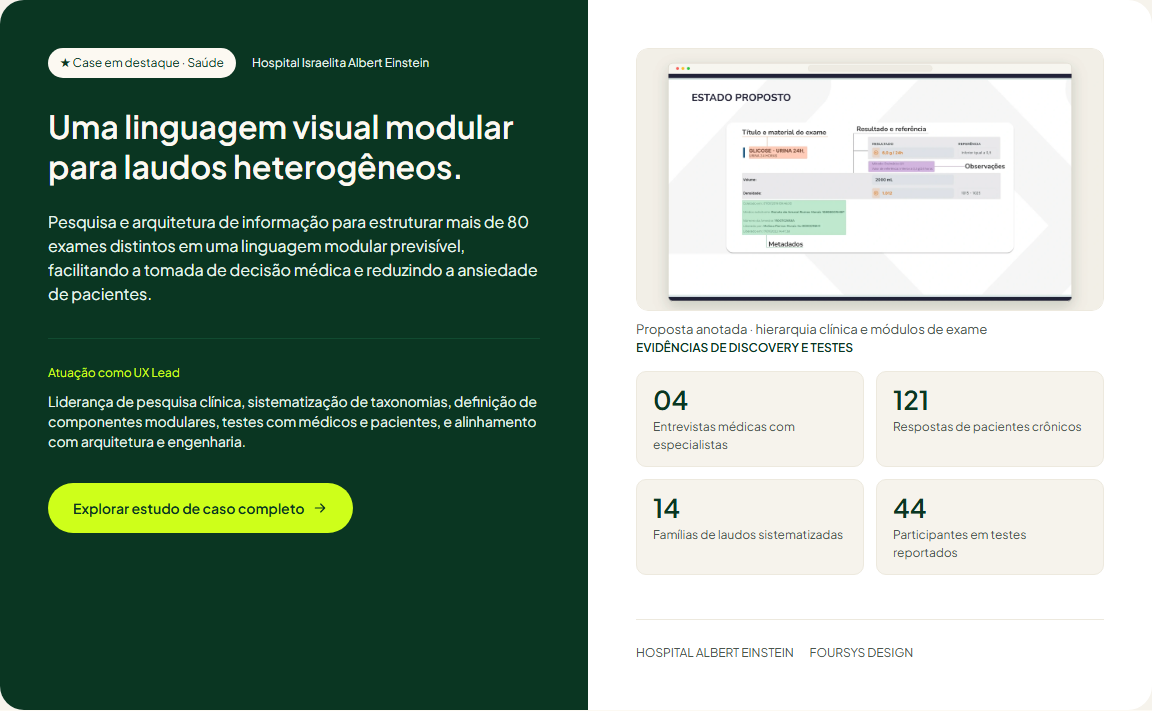 ★ Case em destaque · Saúde
Hospital Israelita Albert Einstein
Uma linguagem visual modular
para laudos heterogêneos.
Pesquisa e arquitetura de informação para estruturar mais de 80
exames distintos em uma linguagem modular previsível,
facilitando a tomada de decisão médica e reduzindo a ansiedade
de pacientes.
Atuação como UX Lead
Liderança de pesquisa clínica, sistematização de taxonomias, definição de
componentes modulares, testes com médicos e pacientes, e alinhamento
com arquitetura e engenharia.
Explorar estudo de caso completo →
ESTADO PROPOSTO
Título e material do exame
Resultado e referência
GLICOSE - URINA 24h.
Observações
Volume:
2000 mL
Densidade:
Metadados
Proposta anotada · hierarquia clínica e módulos de exame
EVIDÊNCIAS DE DISCOVERY E TESTES
04
Entrevistas médicas com
especialistas
121
Respostas de pacientes crônicos
14
Famílias de laudos sistematizadas
44
Participantes em testes
reportados
HOSPITAL ALBERT EINSTEIN
FOURSYS DESIGN